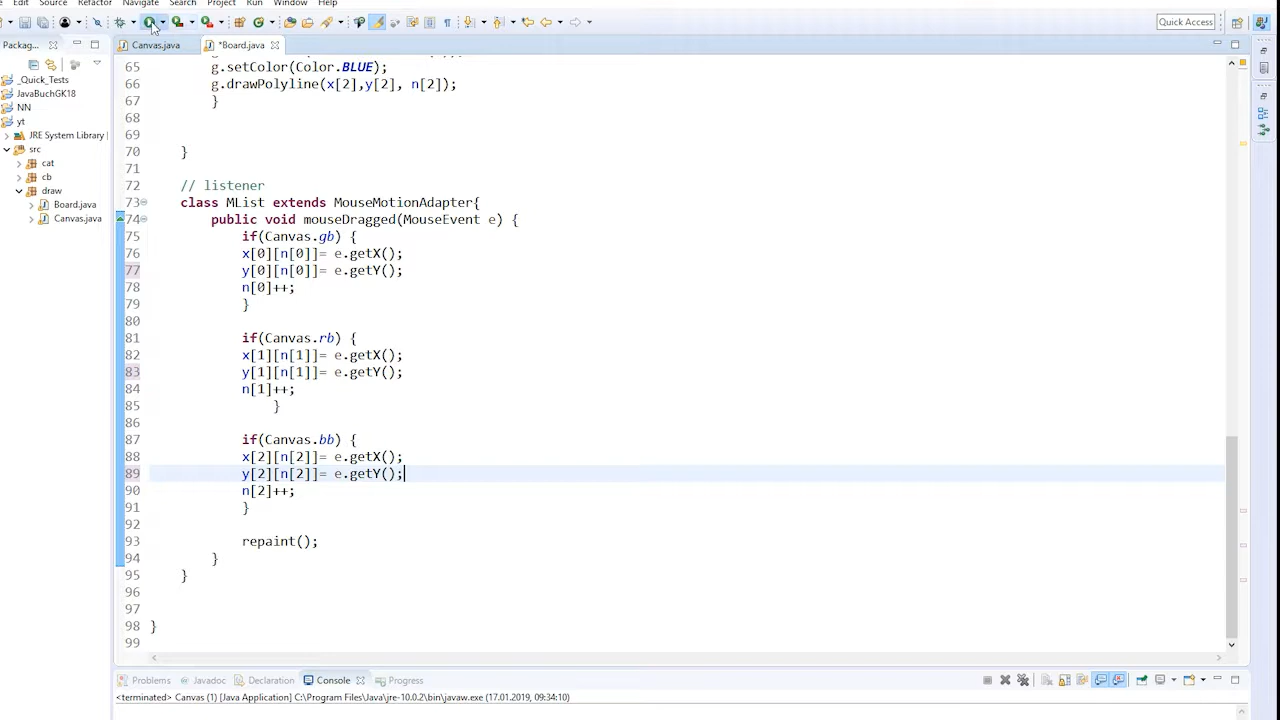 Edit Source Refactor Navigate Search Project Run Window Help
Quick Access
Packag...
Canvas.java
*Board.java
_Quick_Tests
JavaBuchGK18
NN
yt
JRE System Library
src
cat
cb
draw
Board.java
Canvas.java
65 g.setColor(Color.BLUE);
66 g.drawPolyline(x[2],y[2], n[2]);
67 }
68
69
70 }
71
72 // listener
73 class MList extends MouseMotionAdapter{
74 public void mouseDragged(MouseEvent e) {
75 if(Canvas.gb) {
76 x[0][n[0]]= e.getX();
77 y[0][n[0]]= e.getY();
78 n[0]++;
79 }
80
81 if(Canvas.rb) {
82 x[1][n[1]]= e.getX();
83 y[1][n[1]]= e.getY();
84 n[1]++;
85 }
86
87 if(Canvas.bb) {
88 x[2][n[2]]= e.getX();
89 y[2][n[2]]= e.getY();
90 n[2]++;
91 }
92
93 repaint();
94 }
95 }
96
97
98 }
99
Problems Javadoc Declaration Console Progress
<terminated> Canvas (1) [Java Application] C:\Program Files\Java\jre-10.0.2\bin\javaw.exe (17.01.2019, 09:34:10)